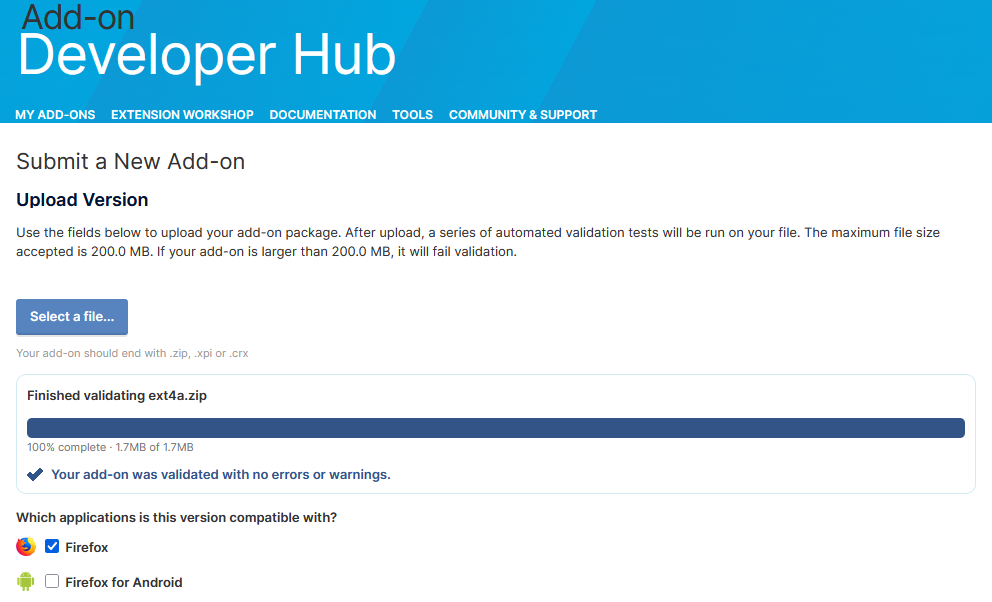 Add-on
Developer Hub
MY ADD-ONS EXTENSION WORKSHOP DOCUMENTATION TOOLS COMMUNITY & SUPPORT
Submit a New Add-on
Upload Version
Use the fields below to upload your add-on package. After upload, a series of automated validation tests will be run on your file. The maximum file size
accepted is 200.0 MB. If your add-on is larger than 200.0 MB, it will fail validation.
Select a file...
Your add-on should end with .zip, .xpi or .crx
Finished validating ext4a.zip
100% complete · 1.7MB of 1.7MB
Your add-on was validated with no errors or warnings.
Which applications is this version compatible with?
Firefox
Firefox for Android